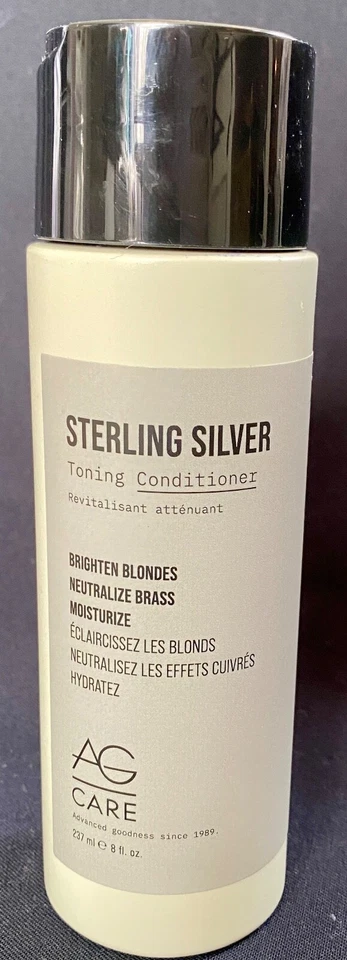 STERLING SILVER
Toning Conditioner
Revitalisant atténuant
BRIGHTEN BLONDES
NEUTRALIZE BRASS
MOISTURIZE
ÉCLAIRCISSEZ LES BLONDS
NEUTRALISEZ LES EFFETS CUIVRÉS
HYDRATEZ
AG
CARE
Advanced goodness since 1989.
237 ml ℮ 8 fl. oz.